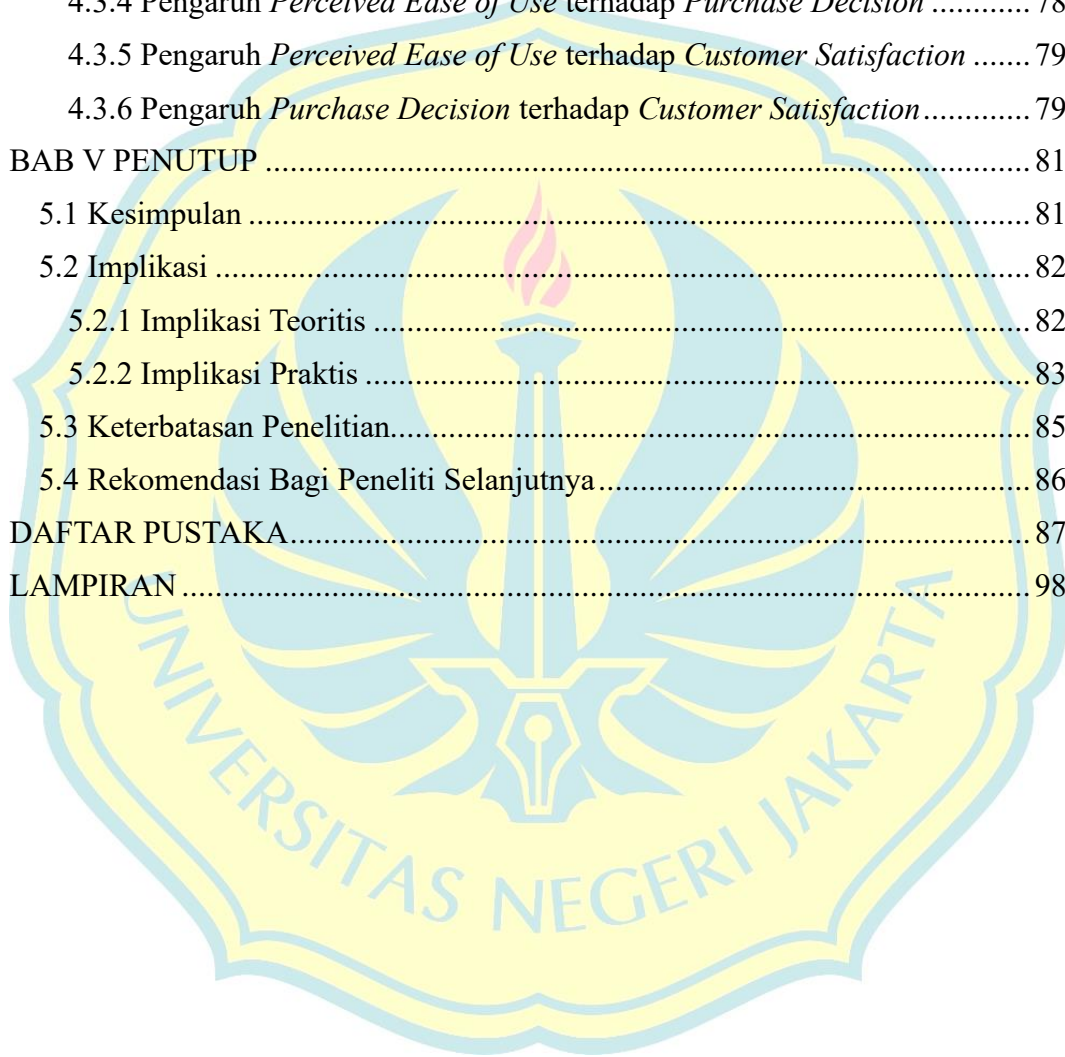 4.3.4 Pengaruh Perceived Ease of Use terhadap Purchase Decision ............ 78
4.3.5 Pengaruh Perceived Ease of Use terhadap Customer Satisfaction ....... 79
4.3.6 Pengaruh Purchase Decision terhadap Customer Satisfaction ............. 79
BAB V PENUTUP ................................................................................ 81
5.1 Kesimpulan ................................................................................ 81
5.2 Implikasi ................................................................................ 82
5.2.1 Implikasi Teoritis ................................................................ 82
5.2.2 Implikasi Praktis ................................................................ 83
5.3 Keterbatasan Penelitian ................................................................ 85
5.4 Rekomendasi Bagi Peneliti Selanjutnya ........................................ 86
DAFTAR PUSTAKA ................................................................................ 87
LAMPIRAN ................................................................................ 98
UNIVERSITAS NEGERI JAKARTA